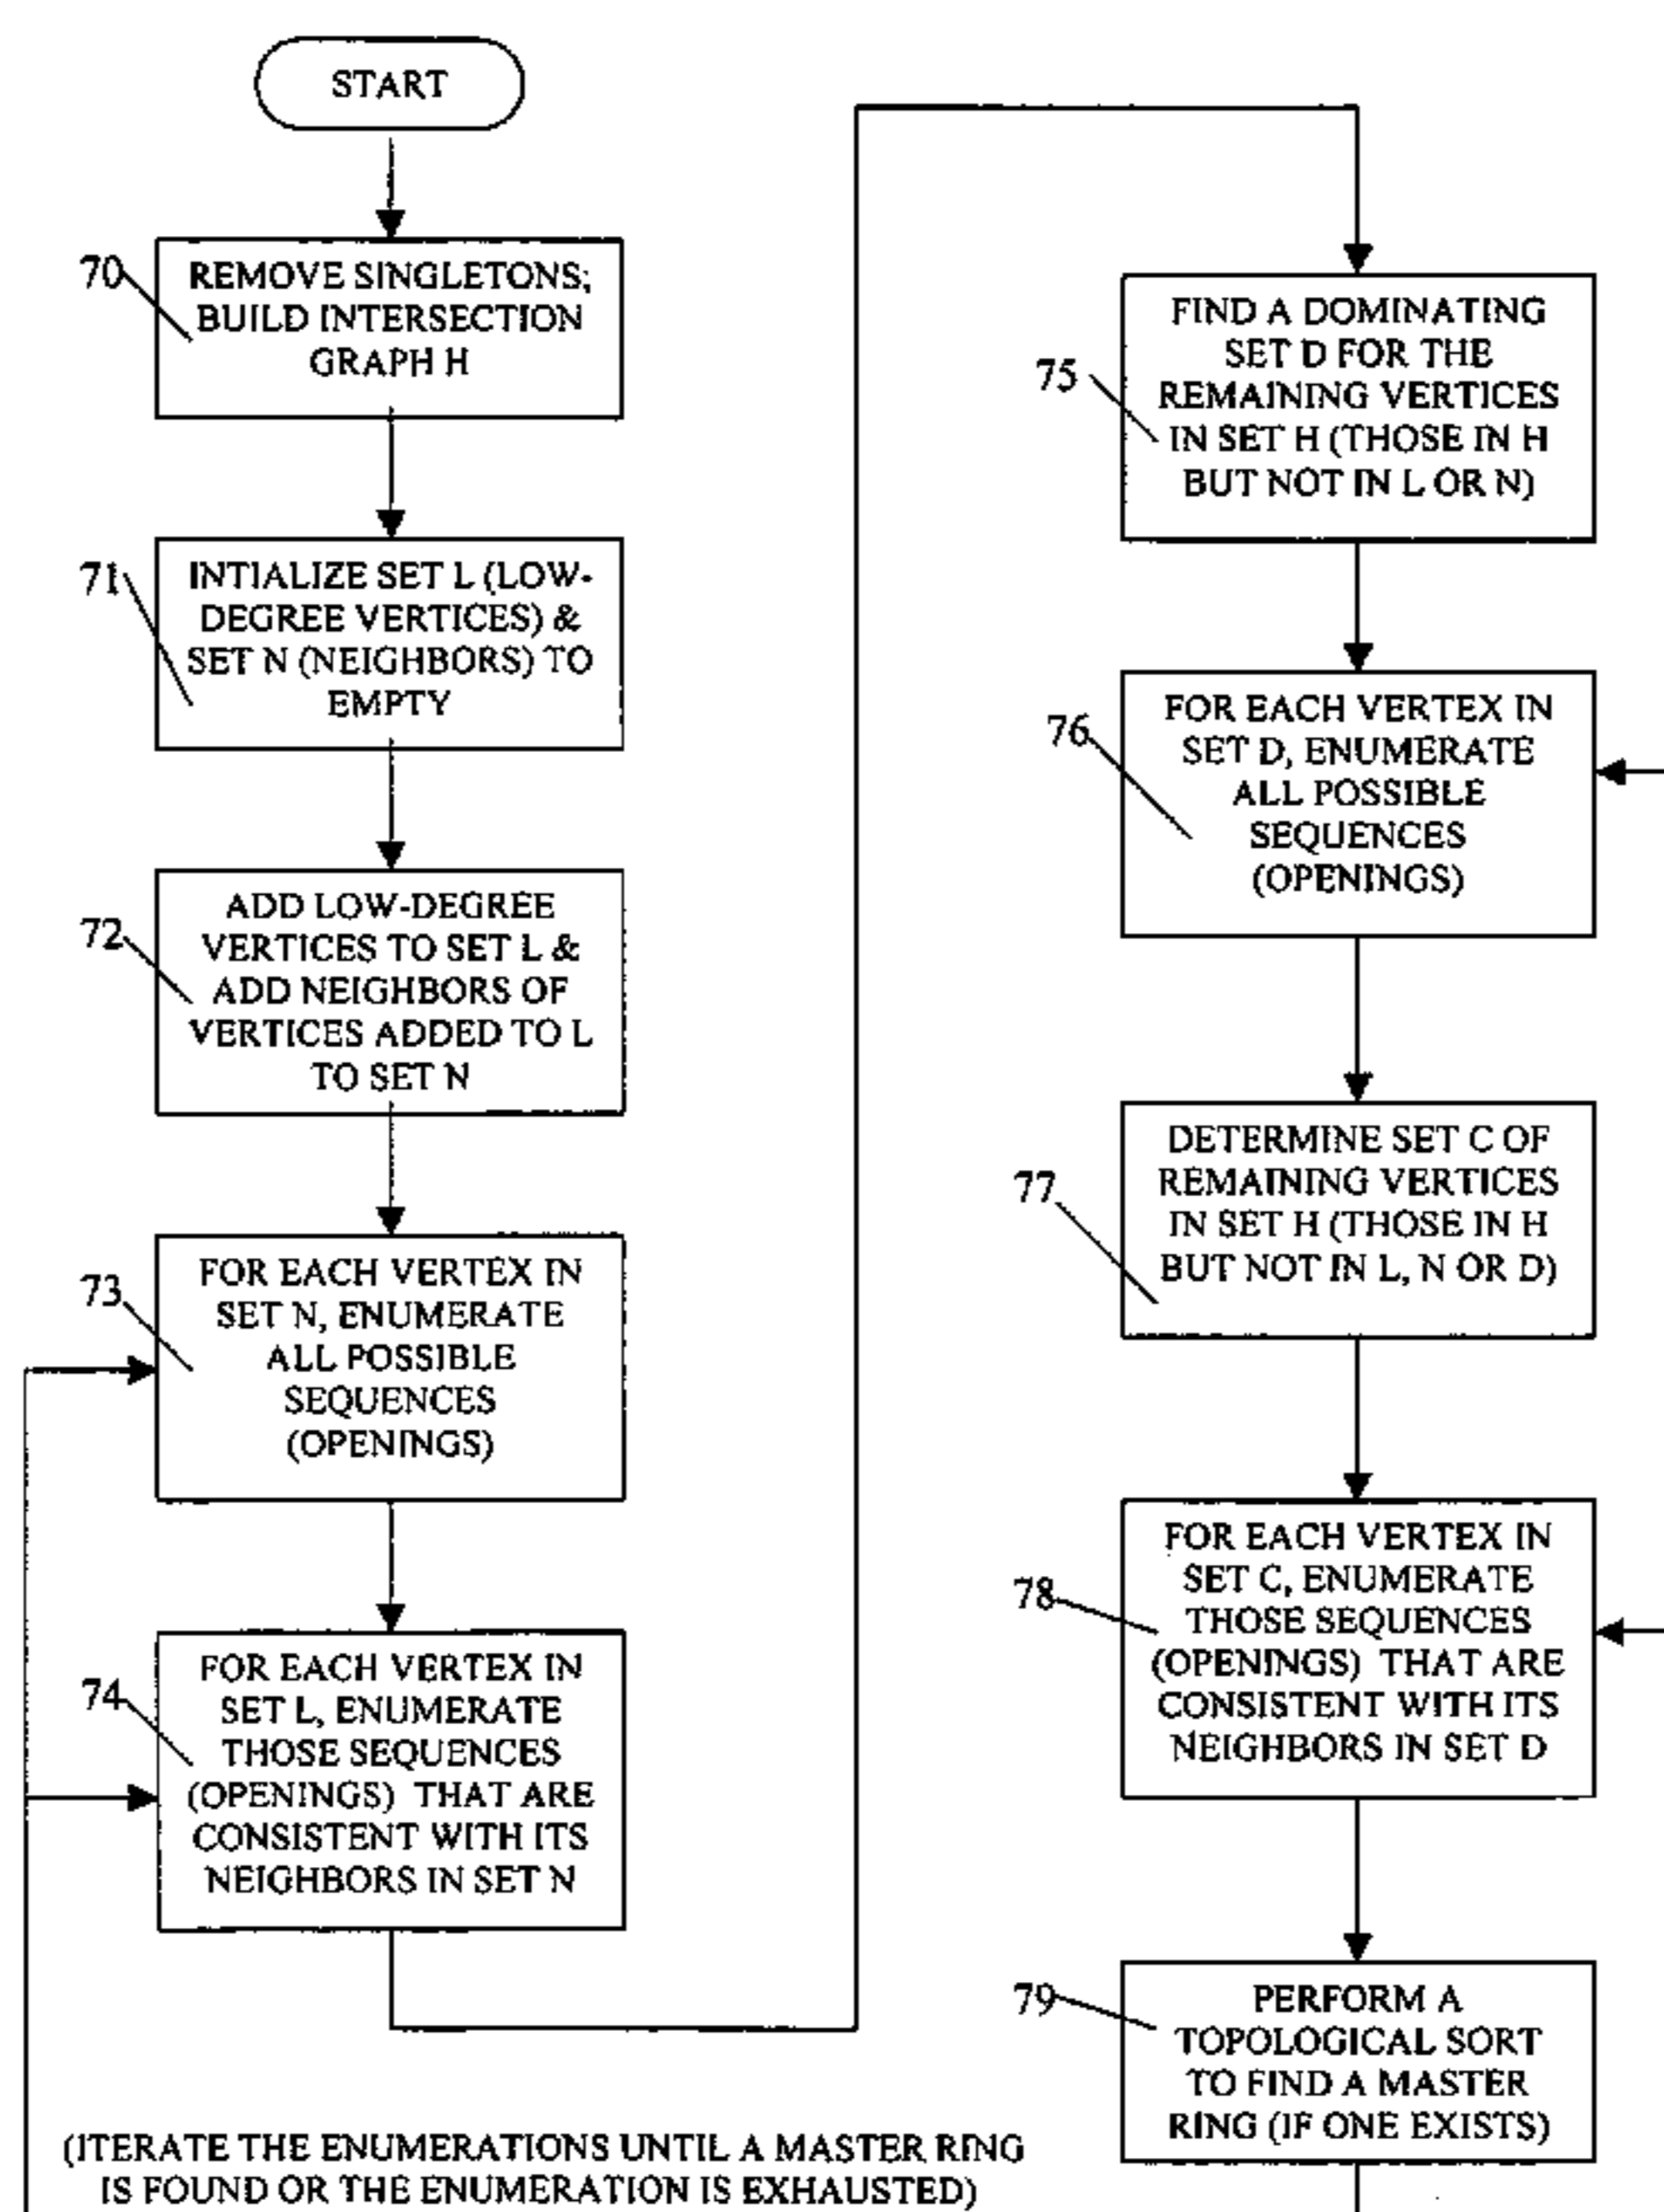 START
70
REMOVE SINGLETONS;
BUILD INTERSECTION
GRAPH H
71
INTIALIZE SET L (LOW-
DEGREE VERTICES) &
SET N (NEIGHBORS) TO
EMPTY
72
ADD LOW-DEGREE
VERTICES TO SET L &
ADD NEIGHBORS OF
VERTICES ADDED TO L
TO SET N
73
FOR EACH VERTEX IN
SET N, ENUMERATE
ALL POSSIBLE
SEQUENCES
(OPENINGS)
74
FOR EACH VERTEX IN
SET L, ENUMERATE
THOSE SEQUENCES
(OPENINGS) THAT ARE
CONSISTENT WITH ITS
NEIGHBORS IN SET N
75
FIND A DOMINATING
SET D FOR THE
REMAINING VERTICES
IN SET H (THOSE IN H
BUT NOT IN L OR N)
76
FOR EACH VERTEX IN
SET D, ENUMERATE
ALL POSSIBLE
SEQUENCES
(OPENINGS)
77
DETERMINE SET C OF
REMAINING VERTICES
IN SET H (THOSE IN H
BUT NOT IN L, N OR D)
78
FOR EACH VERTEX IN
SET C, ENUMERATE
THOSE SEQUENCES
(OPENINGS) THAT ARE
CONSISTENT WITH ITS
NEIGHBORS IN SET D
79
PERFORM A
TOPOLOGICAL SORT
TO FIND A MASTER
RING (IF ONE EXISTS)
(ITERATE THE ENUMERATIONS UNTIL A MASTER RING
IS FOUND OR THE ENUMERATION IS EXHAUSTED)